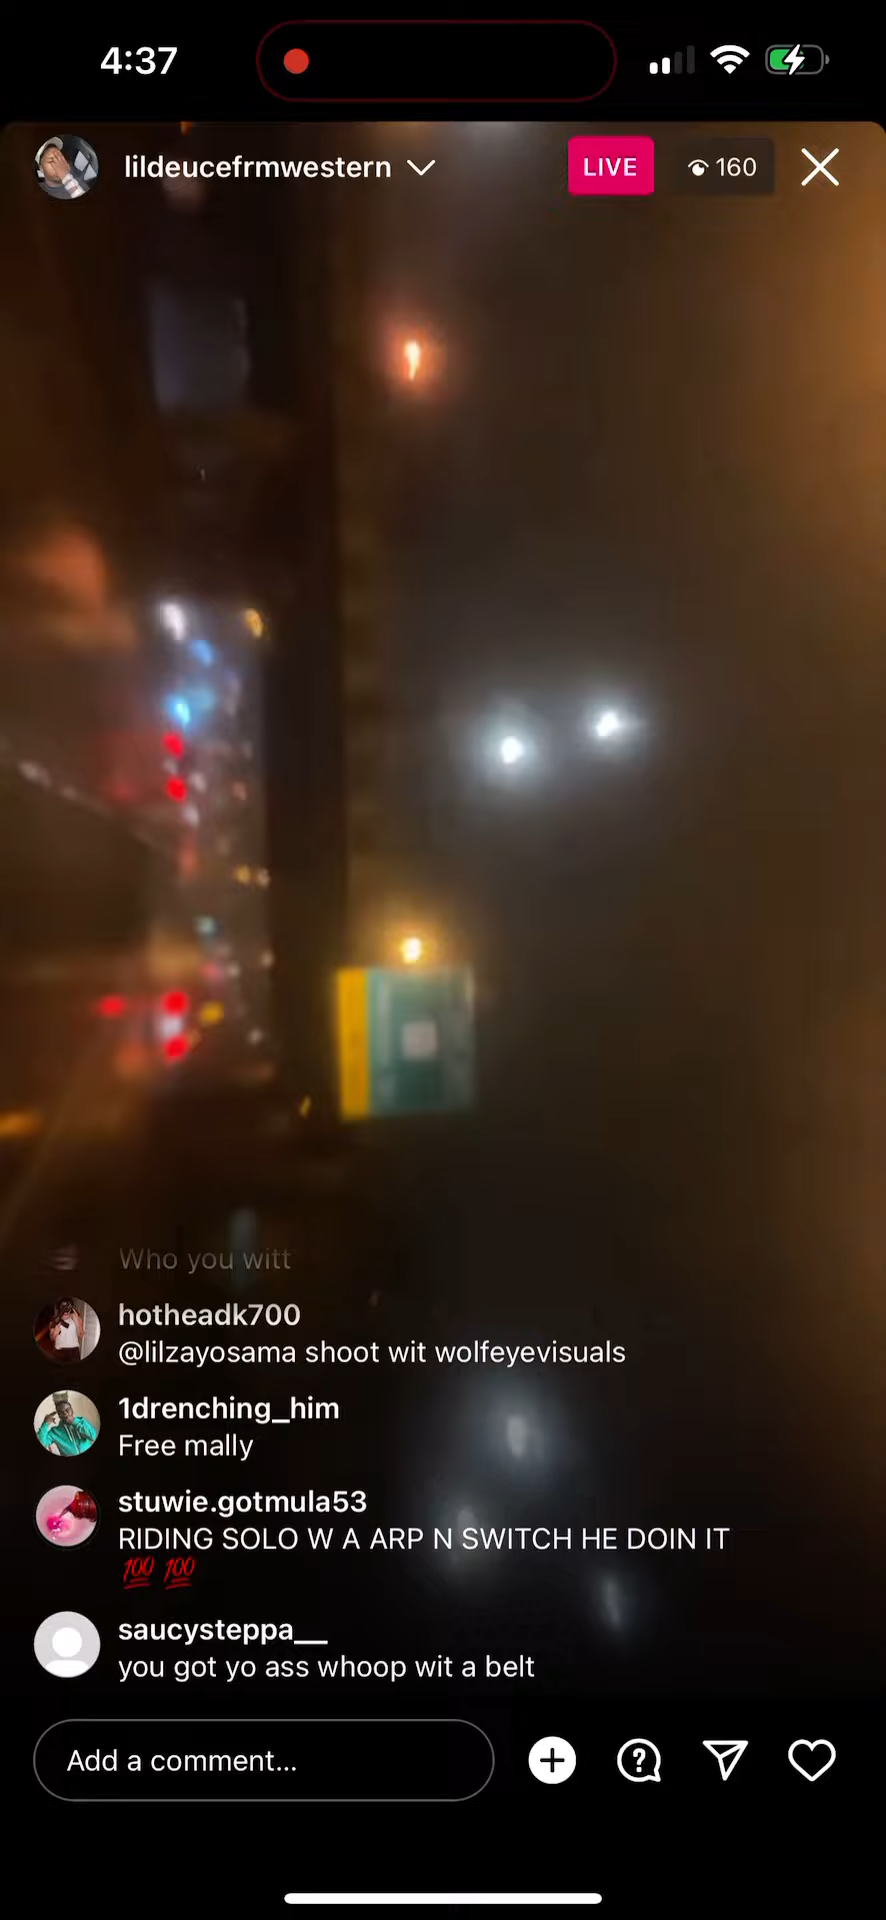 4:37
lildeucefrmwestern
LIVE
160
Who you witt
hotheadk700
@lilzayosama shoot wit wolfeyevisuals
1drenching_him
Free mally
stuwie.gotmula53
RIDING SOLO W A ARP N SWITCH HE DOIN IT
💯 💯
saucysteppa__
you got yo ass whoop wit a belt
Add a comment...